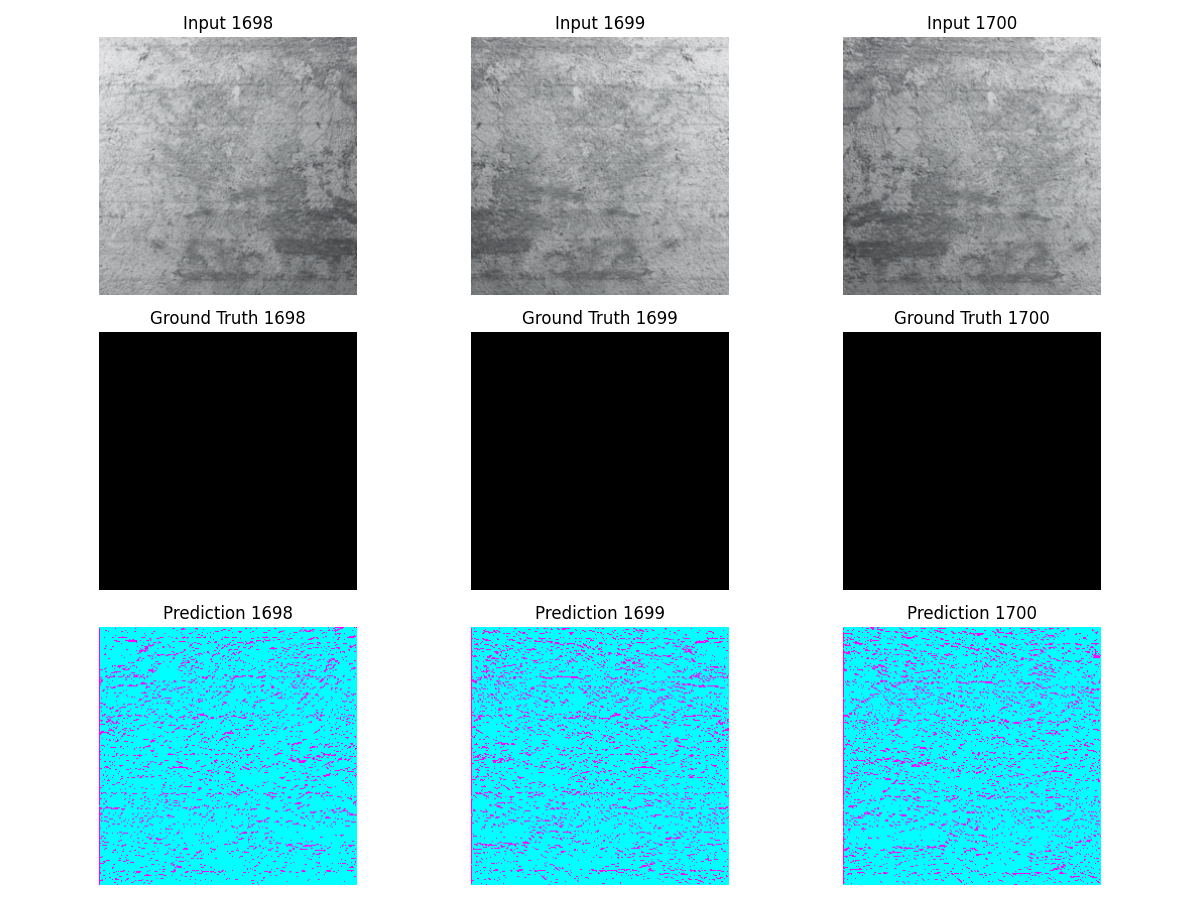 Input 1698
Input 1699
Input 1700
Ground Truth 1698
Ground Truth 1699
Ground Truth 1700
Prediction 1698
Prediction 1699
Prediction 1700